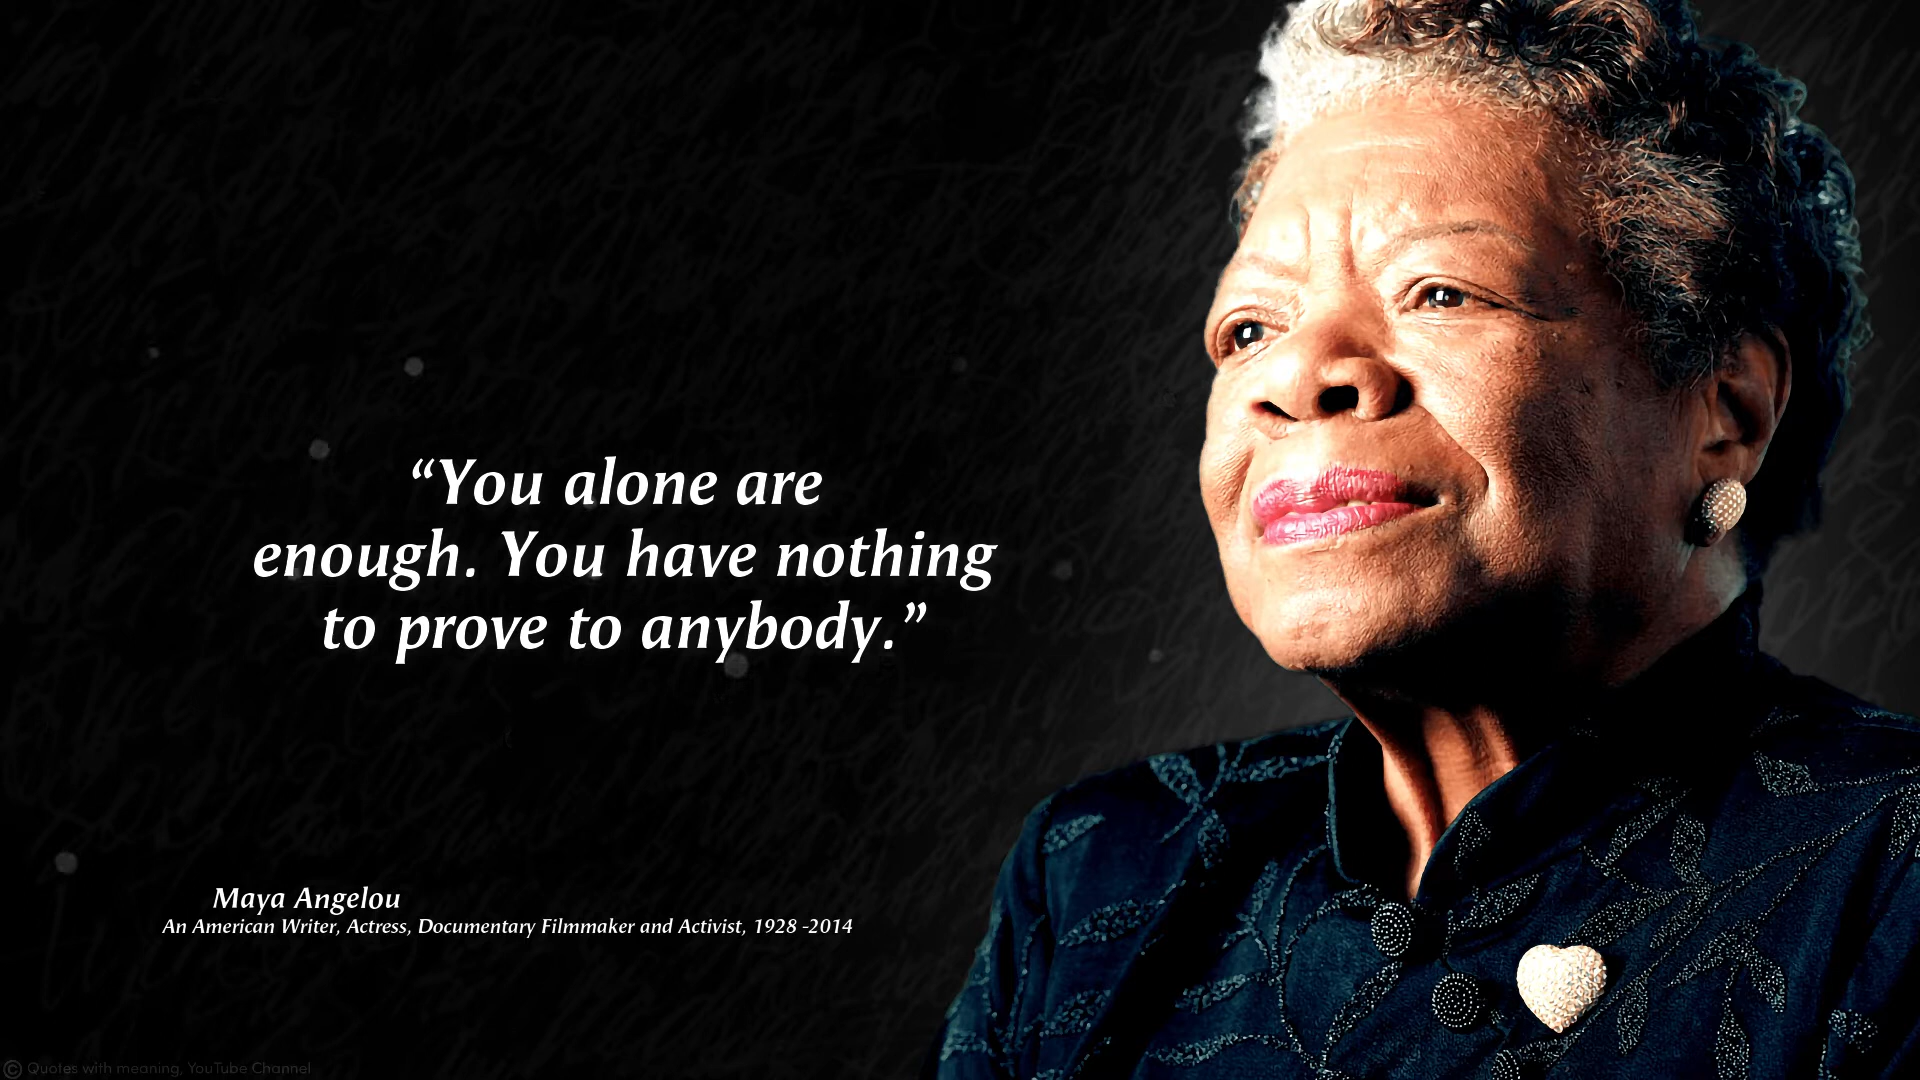 “You alone are
enough. You have nothing
to prove to anybody.”
Maya Angelou
An American Writer, Actress, Documentary Filmmaker and Activist, 1928 -2014
© Quotes with meaning, YouTube Channel